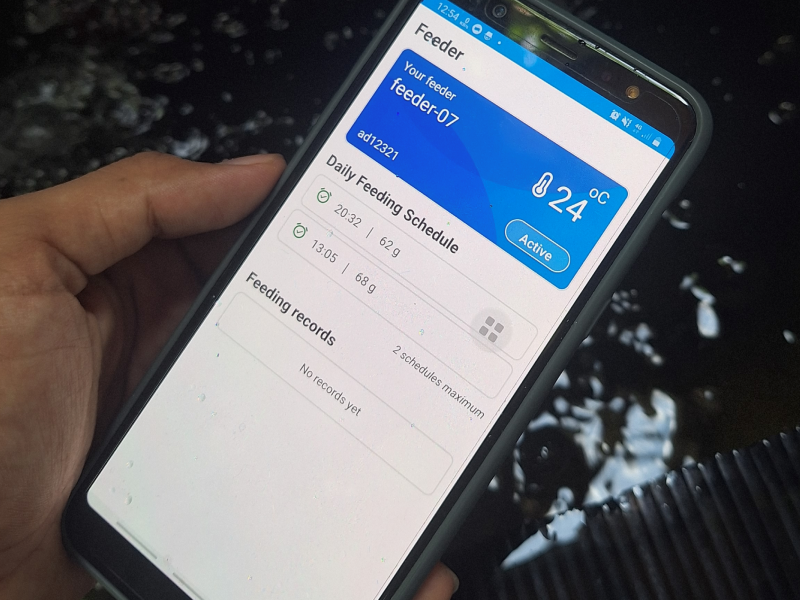 12:54
Feeder
Your feeder
feeder-07
ad12321
24 °C
Active
Daily Feeding Schedule
20:32 | 62 g
13:05 | 68 g
2 schedules maximum
Feeding records
No records yet